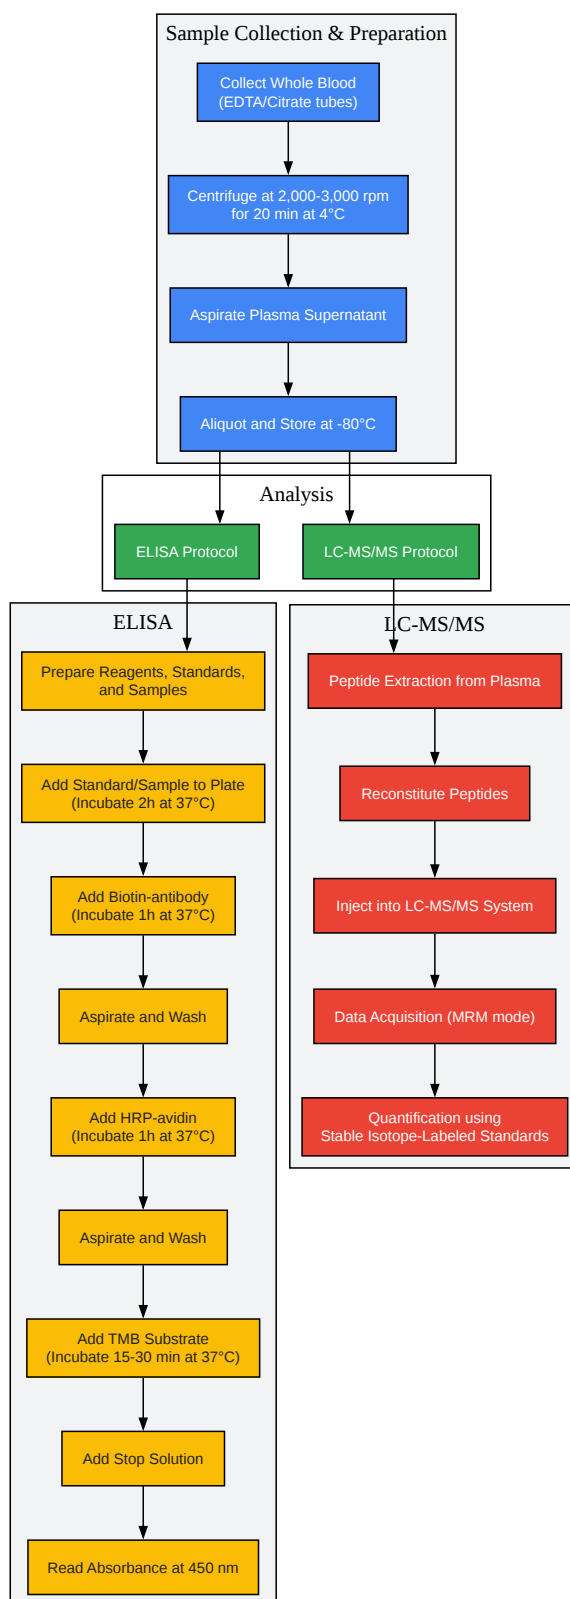 Sample Collection & Preparation
Collect Whole Blood
(EDTA/Citrate tubes)
Centrifuge at 2,000-3,000 rpm
for 20 min at 4°C
Aspirate Plasma Supernatant
Aliquot and Store at -80°C
Analysis
ELISA Protocol
LC-MS/MS Protocol
ELISA
Prepare Reagents, Standards,
and Samples
Add Standard/Sample to Plate
(Incubate 2h at 37°C)
Add Biotin-antibody
(Incubate 1h at 37°C)
Aspirate and Wash
Add HRP-avidin
(Incubate 1h at 37°C)
Aspirate and Wash
Add TMB Substrate
(Incubate 15-30 min at 37°C)
Add Stop Solution
Read Absorbance at 450 nm
LC-MS/MS
Peptide Extraction from Plasma
Reconstitute Peptides
Inject into LC-MS/MS System
Data Acquisition (MRM mode)
Quantification using
Stable Isotope-Labeled Standards